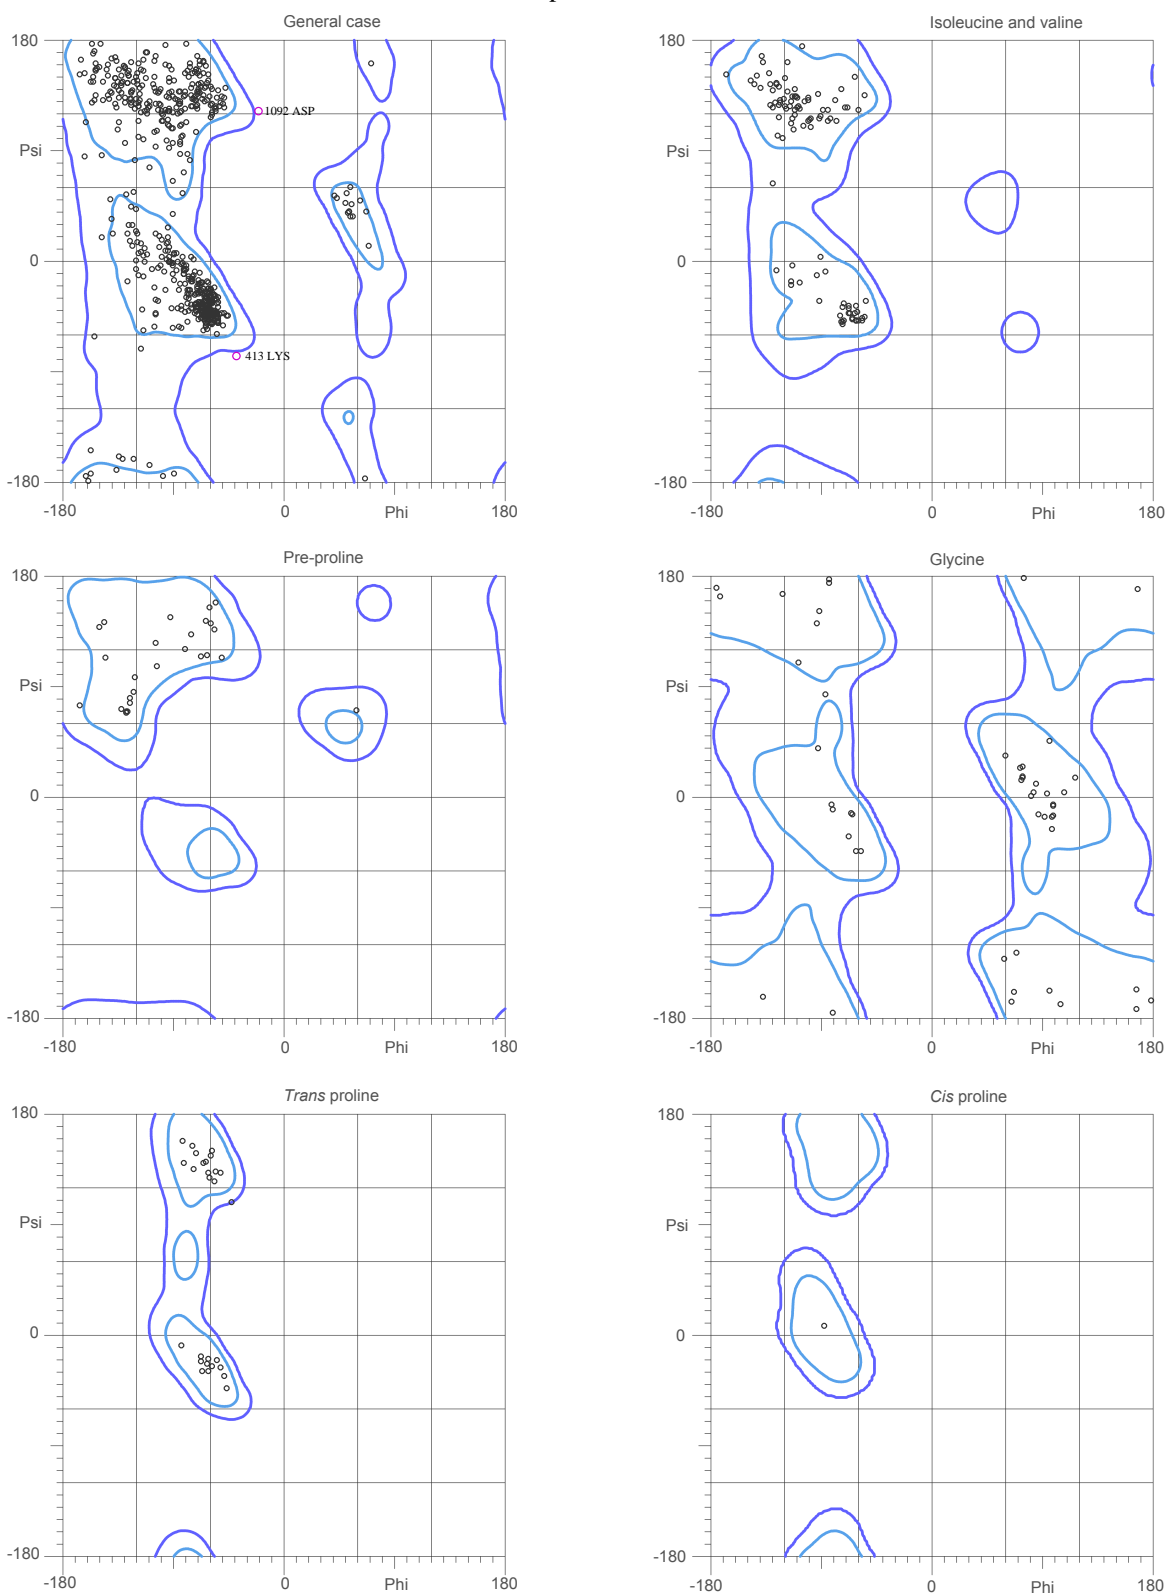 General case
180
Psi
0
-180
-180
0
Phi
180
1092 ASP
413 LYS
Isoleucine and valine
180
Psi
0
-180
-180
0
Phi
180
Pre-proline
180
Psi
0
-180
-180
0
Phi
180
Glycine
180
Psi
0
-180
-180
0
Phi
180
Trans proline
180
Psi
0
-180
-180
0
Phi
180
Cis proline
180
Psi
0
-180
-180
0
Phi
180